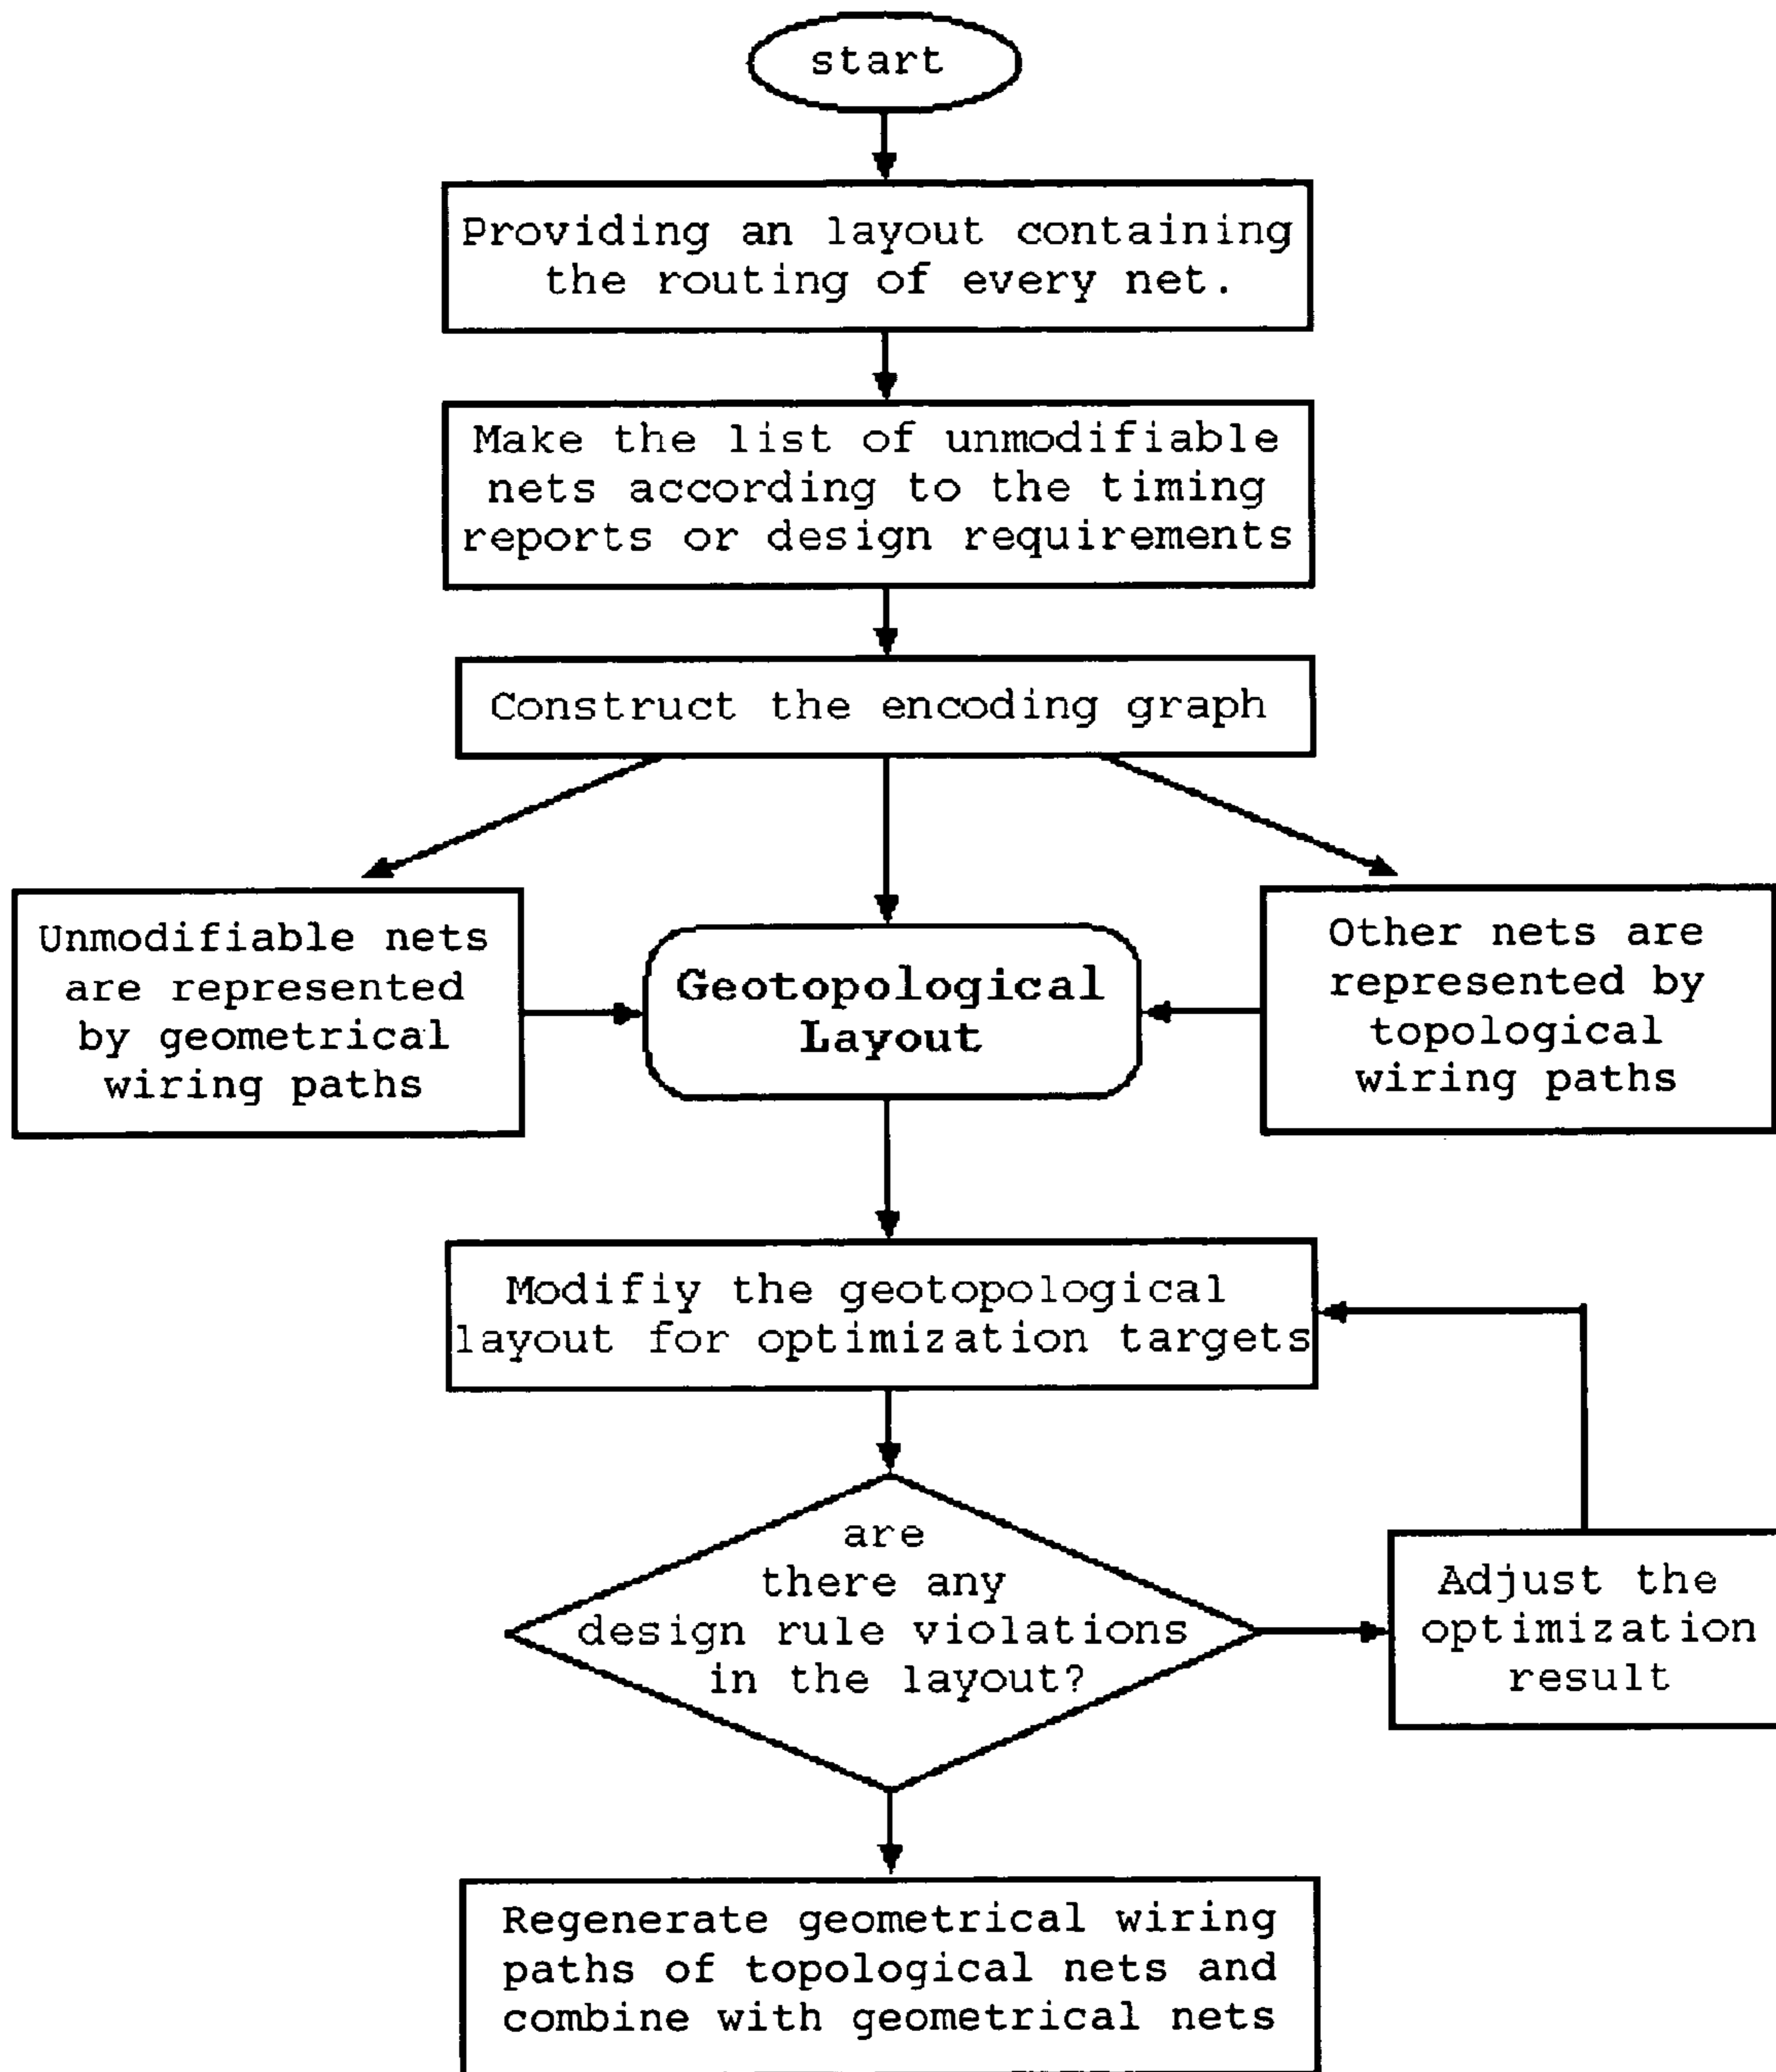 start
Providing an layout containing
the routing of every net.
Make the list of unmodifiable
nets according to the timing
reports or design requirements
Construct the encoding graph
Unmodifiable nets
are represented
by geometrical
wiring paths
Geotopological
Layout
Other nets are
represented by
topological
wiring paths
Modifiy the geotopological
layout for optimization targets
are
there any
design rule violations
in the layout?
Adjust the
optimization
result
Regenerate geometrical wiring
paths of topological nets and
combine with geometrical nets